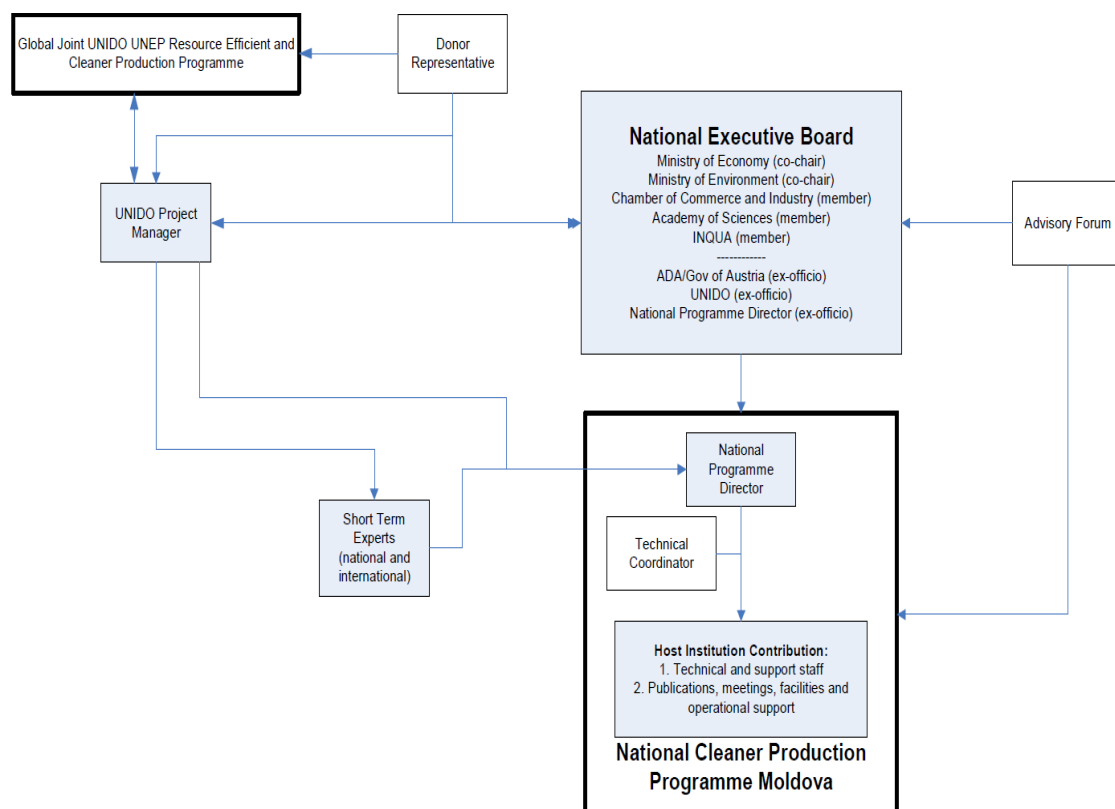 Global Joint UNIDO UNEP Resource Efficient and
Cleaner Production Programme
Donor
Representative
National Executive Board
Ministry of Economy (co-chair)
Ministry of Environment (co-chair)
Chamber of Commerce and Industry (member)
Academy of Sciences (member)
INQUA (member)
------------
ADA/Gov of Austria (ex-officio)
UNIDO (ex-officio)
National Programme Director (ex-officio)
UNIDO Project
Manager
Advisory Forum
National
Programme
Director
Short Term
Experts
(national and
international)
Technical
Coordinator
Host Institution Contribution:
1. Technical and support staff
2. Publications, meetings, facilities and
operational support
National Cleaner Production
Programme Moldova